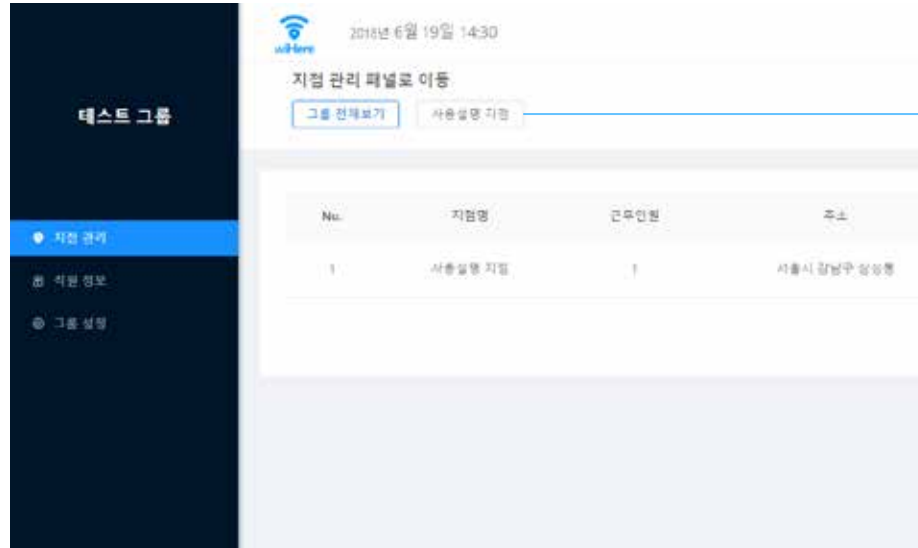 wiHere
2018년 6월 19일 14:30
지점 관리 패널로 이동
그룹 전체보기 사용설명 지점
테스트 그룹
지점 관리
직원 정보
그룹 설정
Nu. 지점명 근무인원 주소
1 사용설명 지점 1 서울시 강남구 삼성동